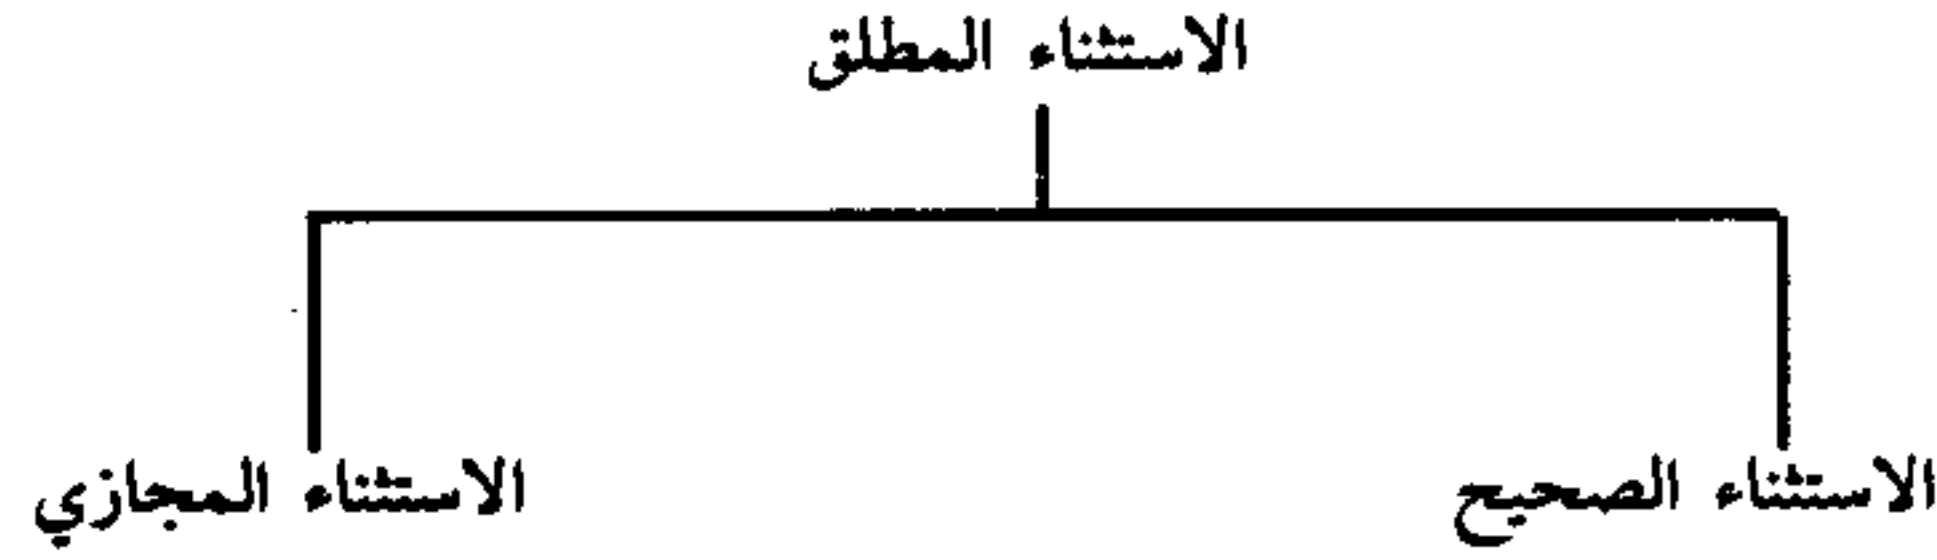 الاستثناء المطلق
الاستثناء الصحيح
الاستثناء المجازي